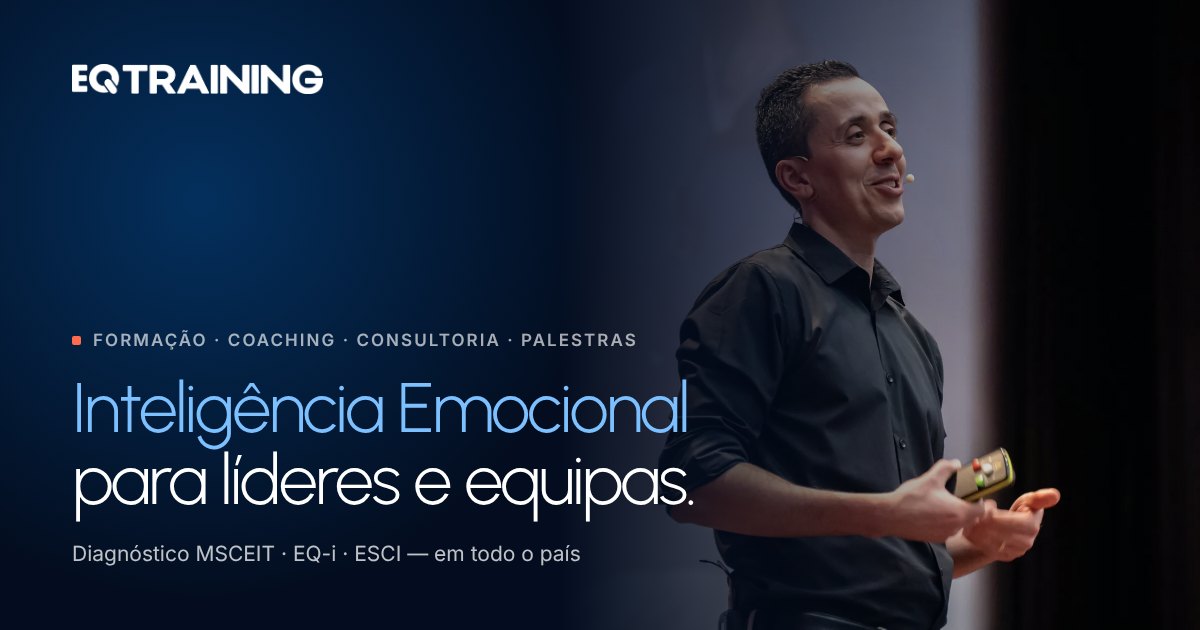 EQTRAINING
FORMAÇÃO · COACHING · CONSULTORIA · PALESTRAS
Inteligência Emocional
para líderes e equipas.
Diagnóstico MSCEIT · EQ-i · ESCI — em todo o país